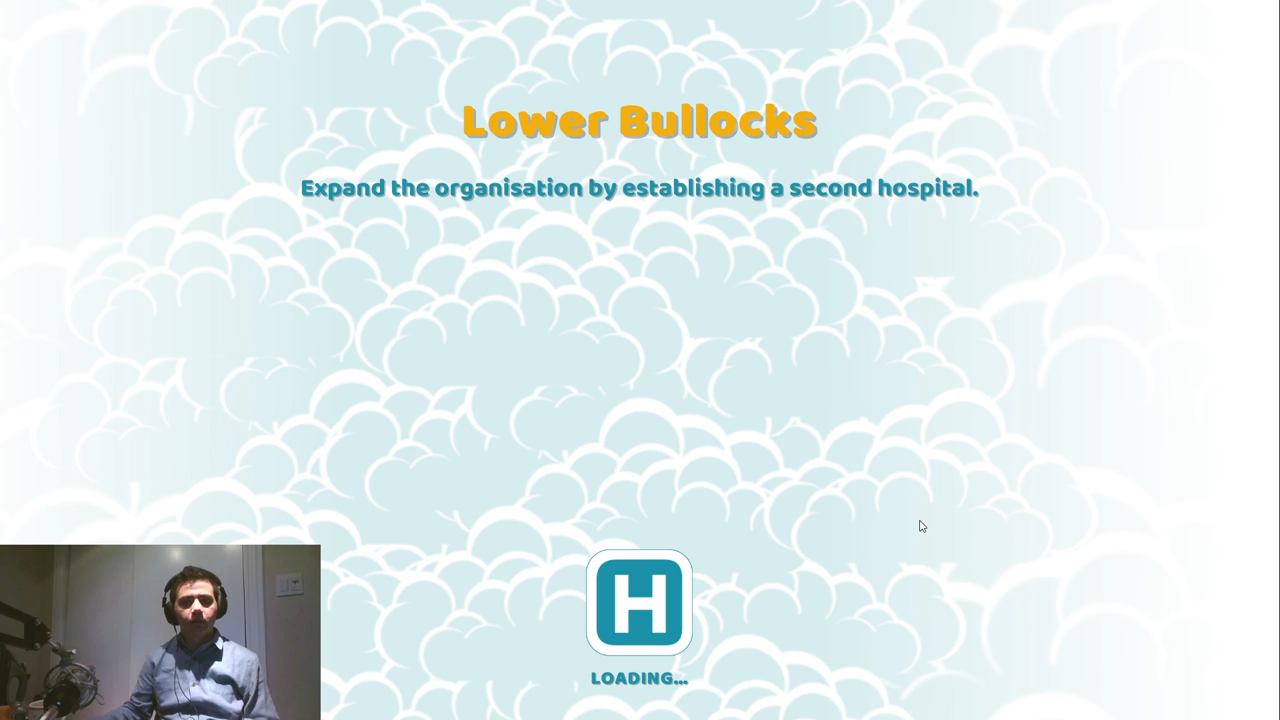 Lower Bullocks
Expand the organisation by establishing a second hospital.
H
LOADING...